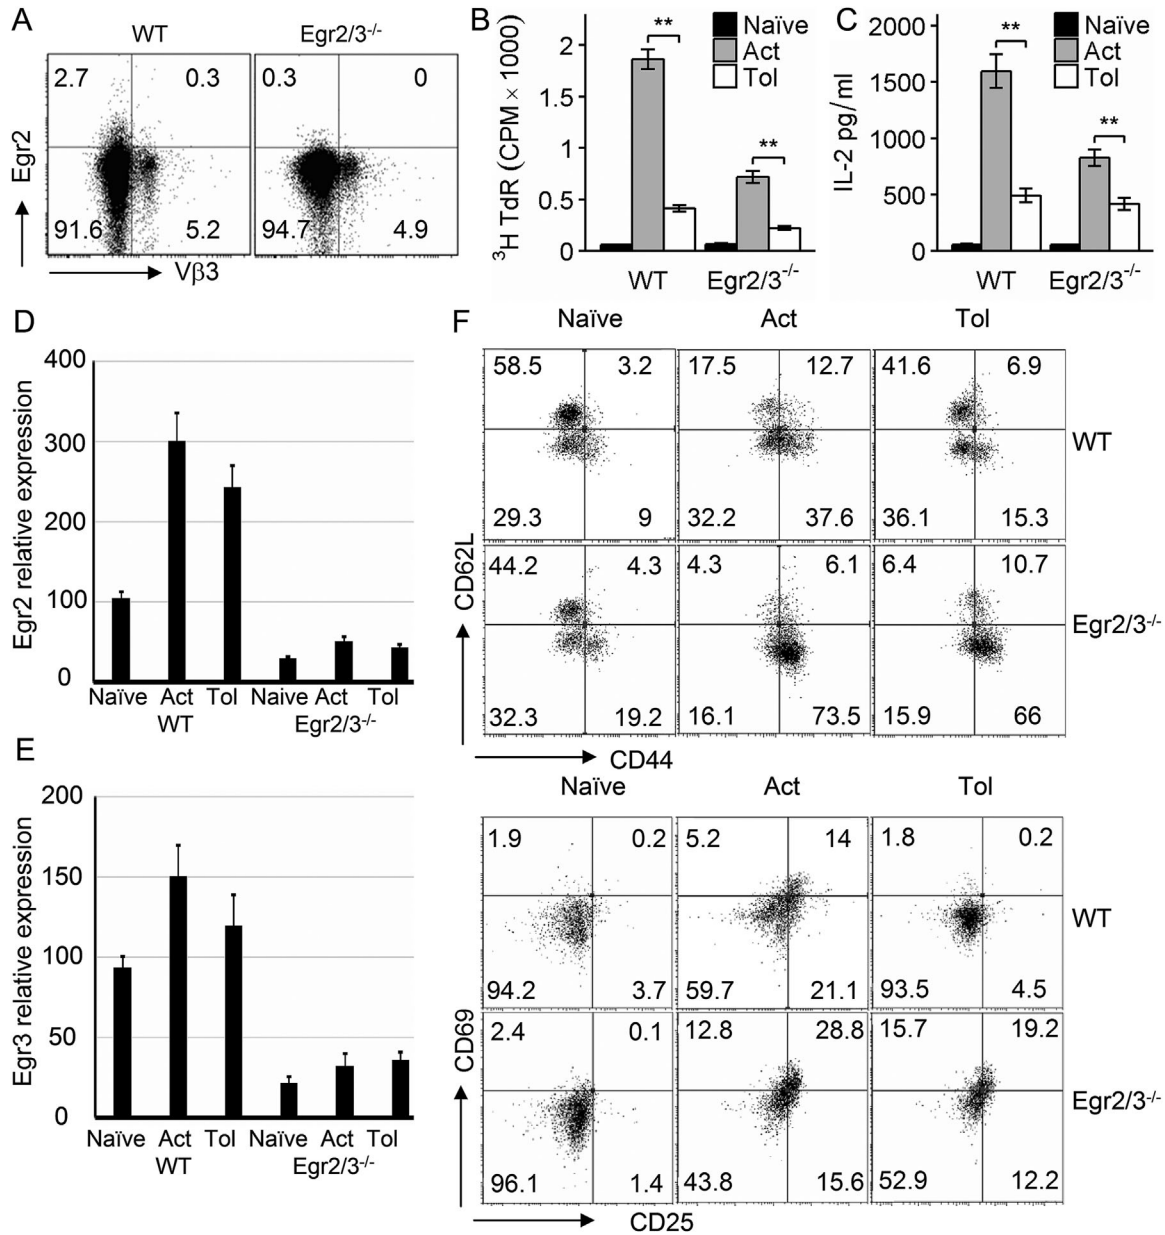 A
WT
Egr2/3-/-
2.7
0.3
0.3
0
91.6
5.2
94.7
4.9
Egr2
Vβ3
B
³H TdR (CPM × 1000)
2
1.5
1
0.5
0
**
**
Naïve
Act
Tol
WT
Egr2/3-/-
C
IL-2 pg/ml
2000
1500
1000
500
0
**
**
Naïve
Act
Tol
WT
Egr2/3-/-
D
Egr2 relative expression
400
300
200
100
0
Naïve Act Tol Naive Act Tol
WT Egr2/3-/-
E
Egr3 relative expression
200
150
100
50
0
Naïve Act Tol Naïve Act Tol
WT Egr2/3-/-
F
Naïve Act Tol
58.5 3.2 17.5 12.7 41.6 6.9
WT
29.3 9 32.2 37.6 36.1 15.3
44.2 4.3 4.3 6.1 6.4 10.7
Egr2/3-/-
32.3 19.2 16.1 73.5 15.9 66
CD62L
CD44
Naïve Act Tol
1.9 0.2 5.2 14 1.8 0.2
WT
94.2 3.7 59.7 21.1 93.5 4.5
2.4 0.1 12.8 28.8 15.7 19.2
Egr2/3-/-
96.1 1.4 43.8 15.6 52.9 12.2
CD69
CD25